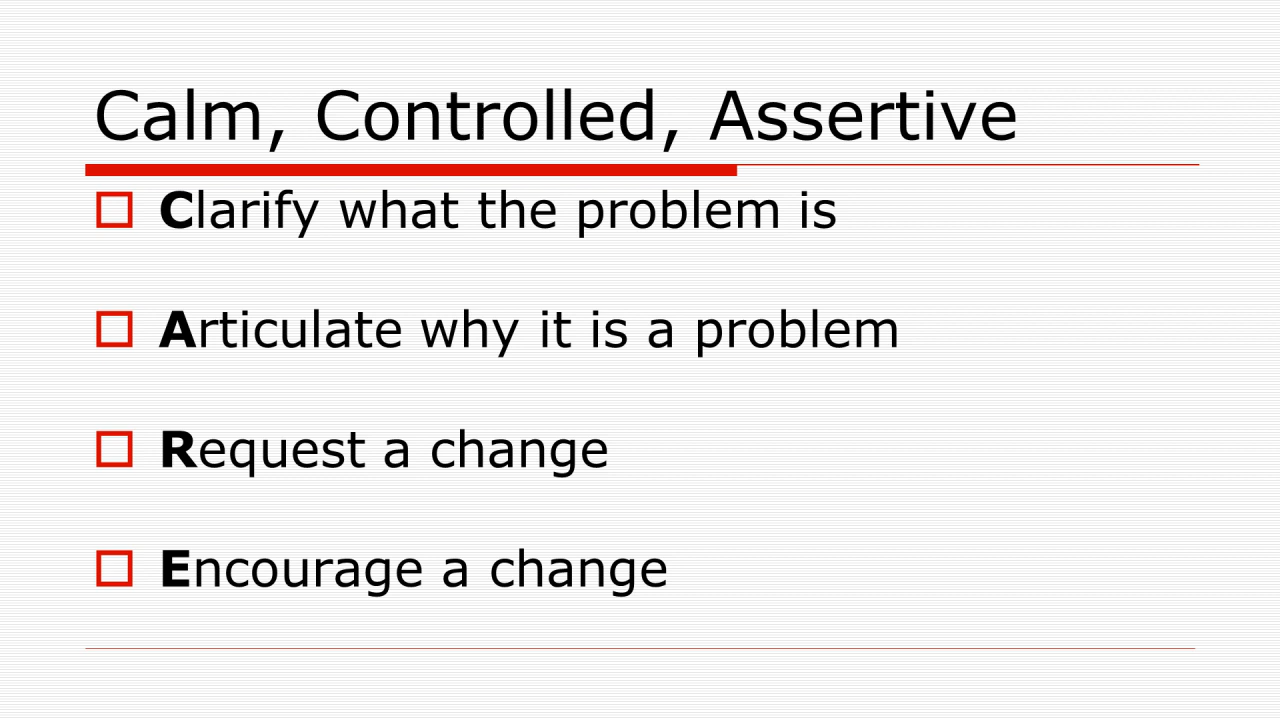 Calm, Controlled, Assertive
Clarify what the problem is
Articulate why it is a problem
Request a change
Encourage a change